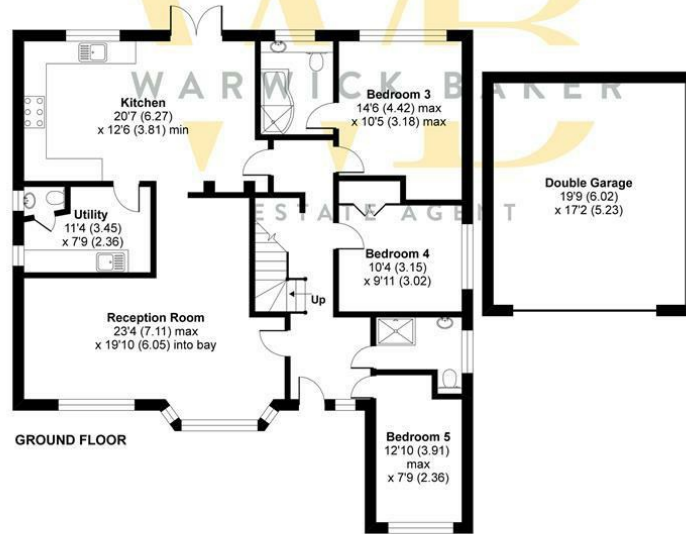 WB
WARWICK BAKER
ESTATE AGENT
Kitchen
20'7 (6.27)
x 12'6 (3.81) min
Bedroom 3
14'6 (4.42) max
x 10'5 (3.18) max
Double Garage
19'9 (6.02)
x 17'2 (5.23)
Utility
11'4 (3.45)
x 7'9 (2.36)
Bedroom 4
10'4 (3.15)
x 9'11 (3.02)
Up
Reception Room
23'4 (7.11) max
x 19'10 (6.05) into bay
GROUND FLOOR
Bedroom 5
12'10 (3.91)
max
x 7'9 (2.36)